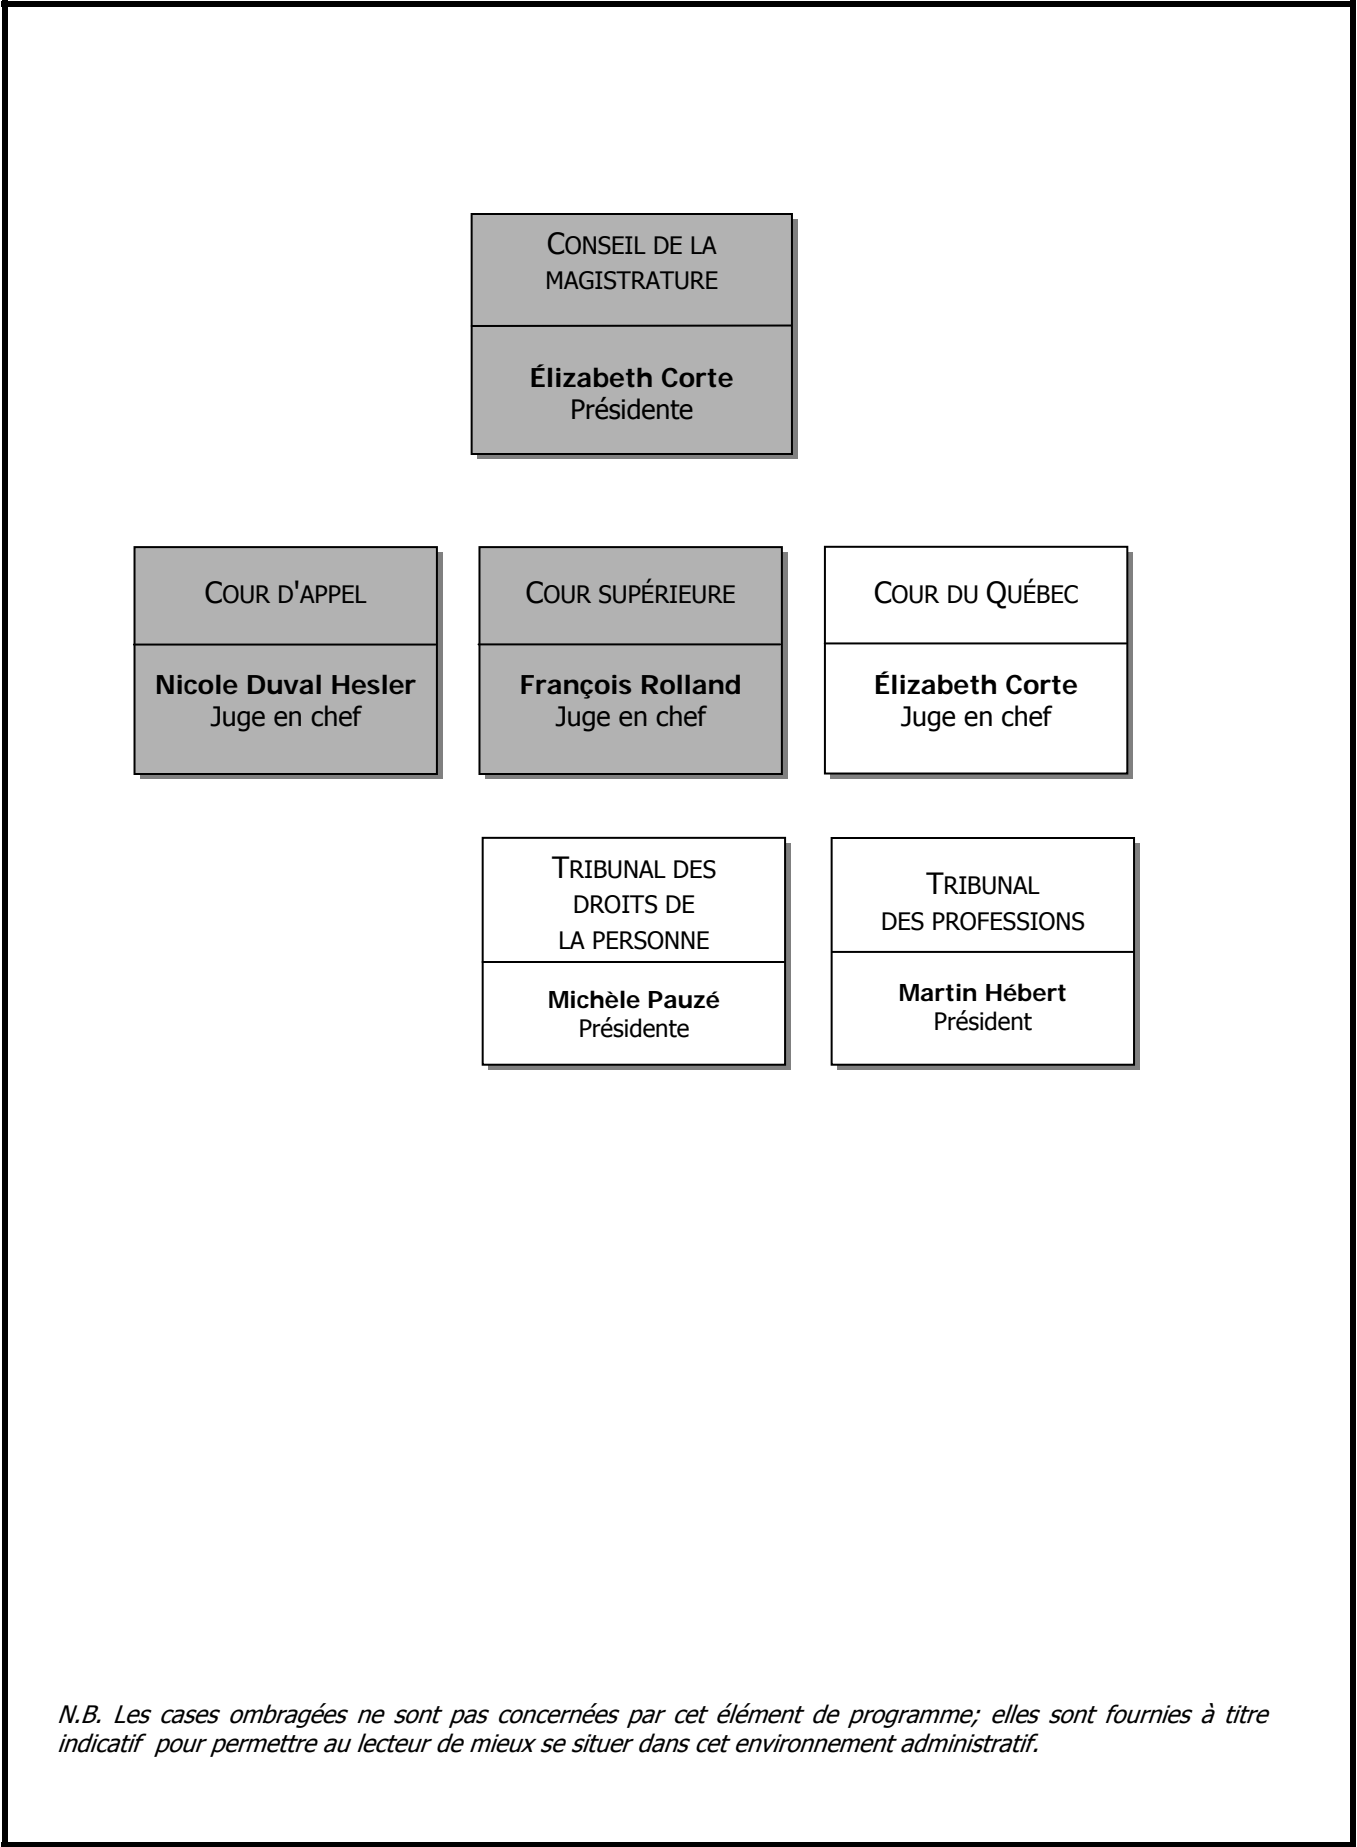 CONSEIL DE LA
MAGISTRATURE
Élizabeth Corte
Présidente
COUR D'APPEL
Nicole Duval Hesler
Juge en chef
COUR SUPÉRIEURE
François Rolland
Juge en chef
COUR DU QUÉBEC
Élizabeth Corte
Juge en chef
TRIBUNAL DES
DROITS DE
LA PERSONNE
Michèle Pauzé
Présidente
TRIBUNAL
DES PROFESSIONS
Martin Hébert
Président
N.B. Les cases ombragées ne sont pas concernées par cet élément de programme; elles sont fournies à titre
indicatif pour permettre au lecteur de mieux se situer dans cet environnement administratif.